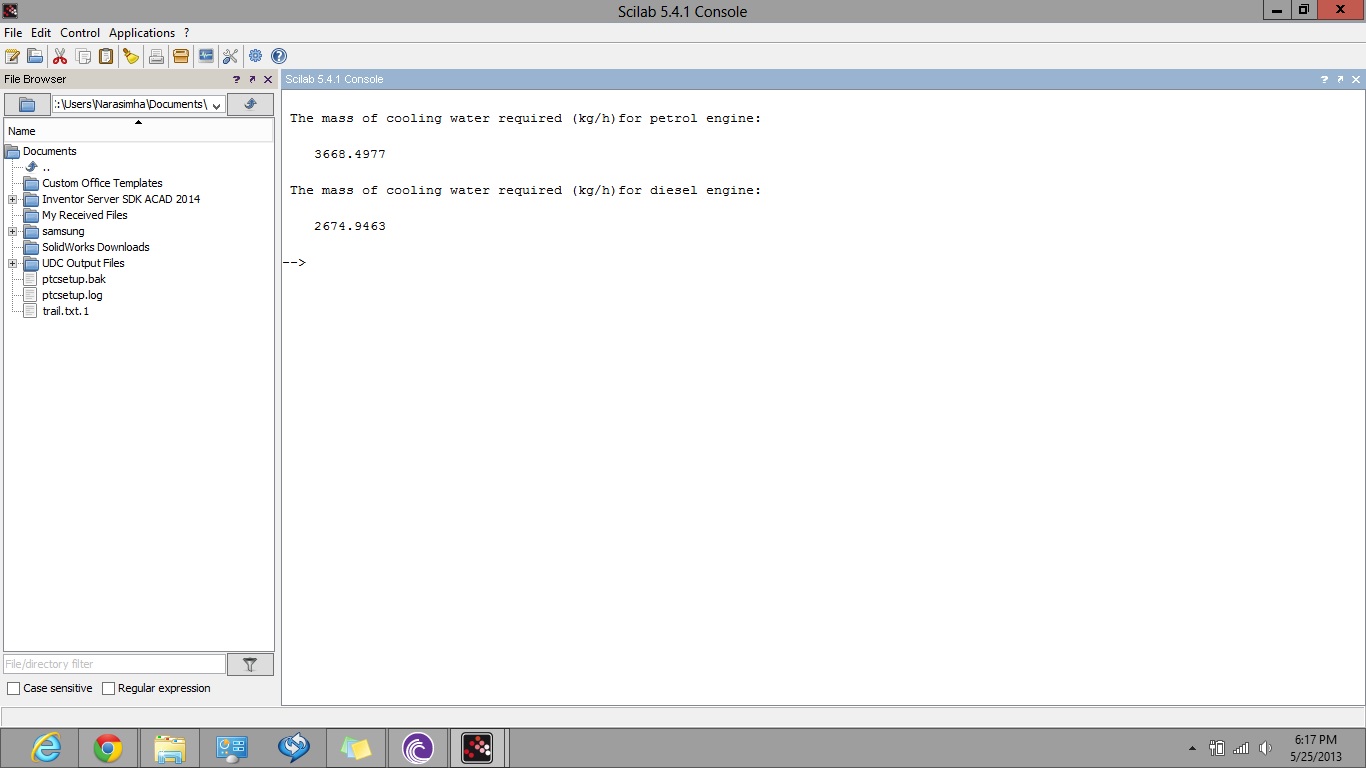 Scilab 5.4.1 Console
File Edit Control Applications ?
File Browser
:\Users\Narasimha\Documents\
Name
Documents
..
Custom Office Templates
Inventor Server SDK ACAD 2014
My Received Files
samsung
SolidWorks Downloads
UDC Output Files
ptcsetup.bak
ptcsetup.log
trail.txt.1
File/directory filter
Case sensitive Regular expression
Scilab 5.4.1 Console
The mass of cooling water required (kg/h)for petrol engine:
3668.4977
The mass of cooling water required (kg/h)for diesel engine:
2674.9463
-->
6:17 PM
5/25/2013